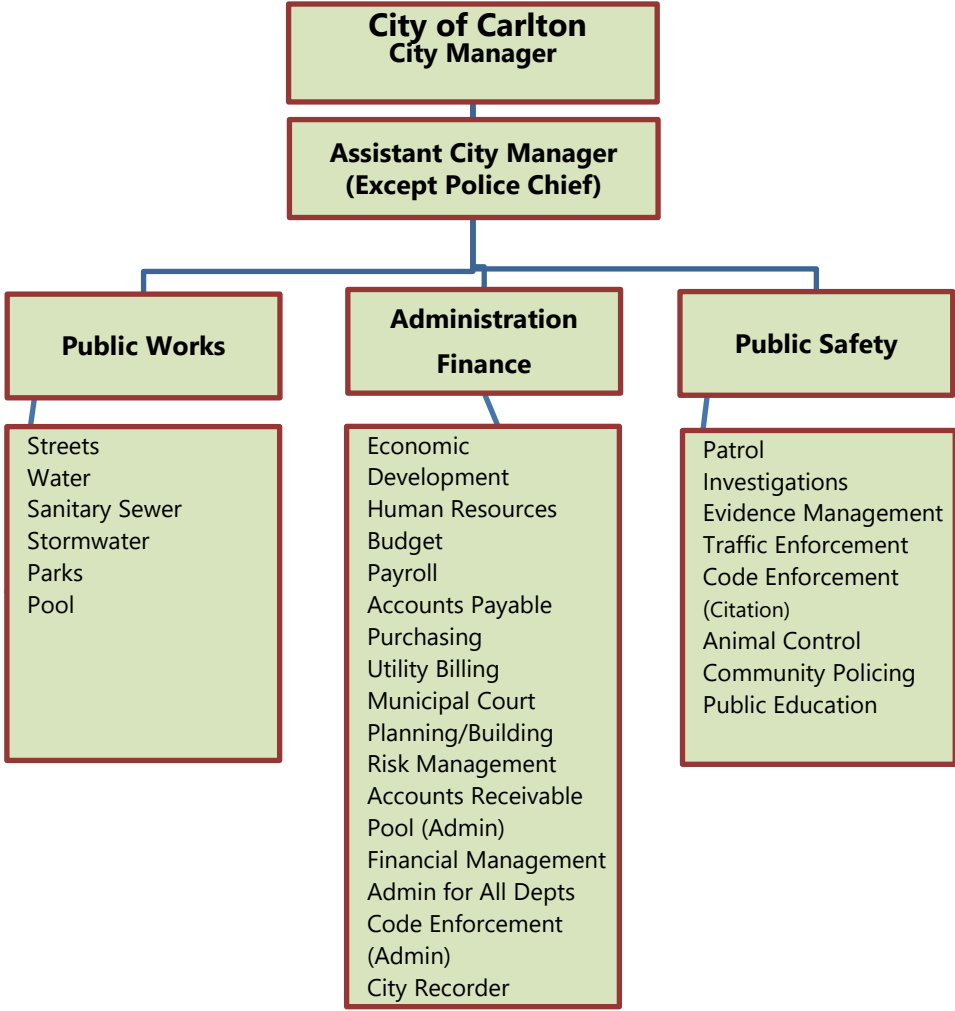 City of Carlton
City Manager
Assistant City Manager
(Except Police Chief)
Public Works
Administration
Finance
Public Safety
Streets
Water
Sanitary Sewer
Stormwater
Parks
Pool
Economic
Development
Human Resources
Budget
Payroll
Accounts Payable
Purchasing
Utility Billing
Municipal Court
Planning/Building
Risk Management
Accounts Receivable
Pool (Admin)
Financial Management
Admin for All Depts
Code Enforcement
(Admin)
City Recorder
Patrol
Investigations
Evidence Management
Traffic Enforcement
Code Enforcement
(Citation)
Animal Control
Community Policing
Public Education